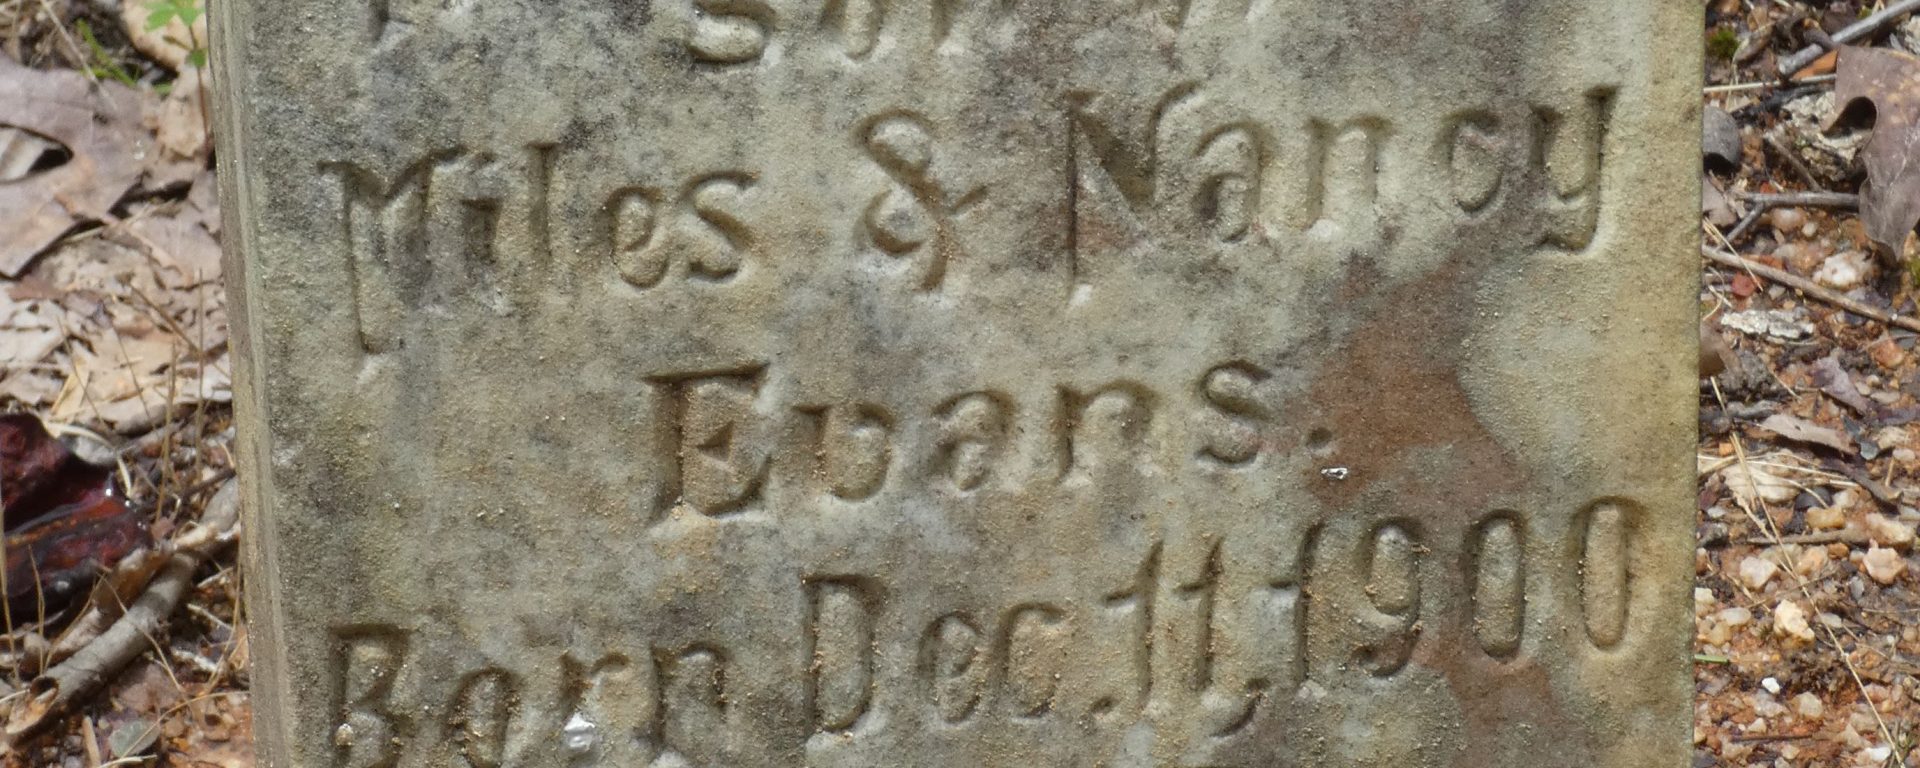 Miles & Nancy
Evans.
Born Dec. 11, 1900